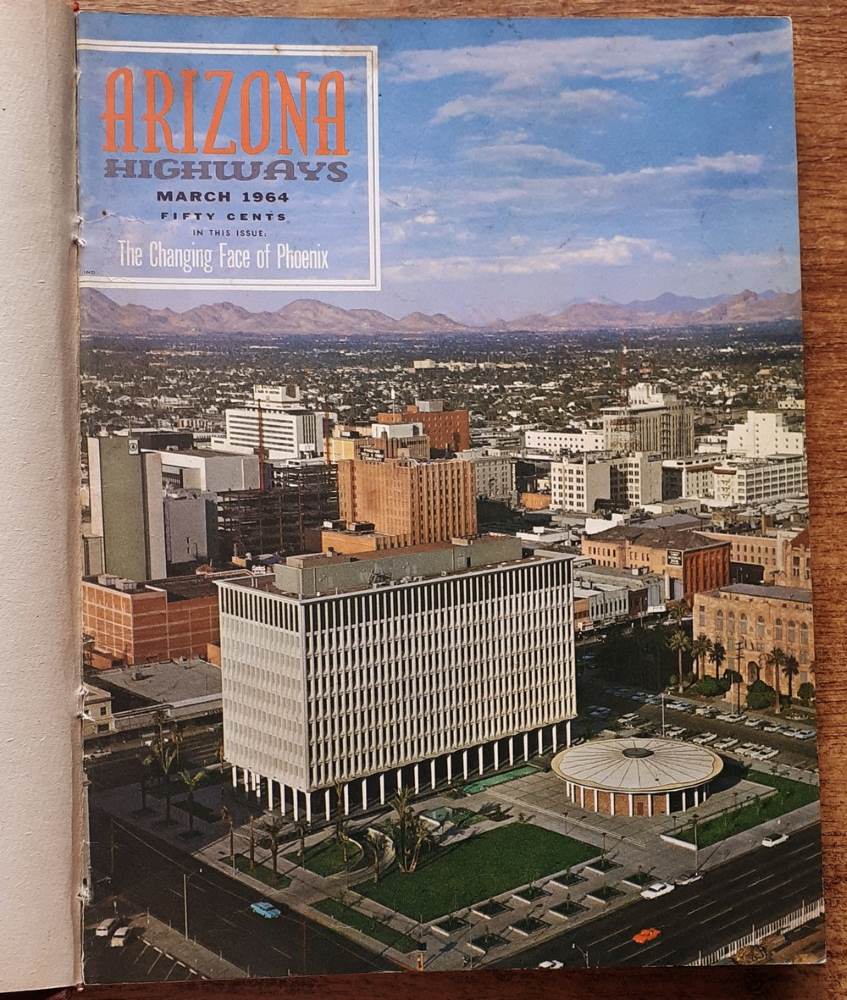 ARIZONA
HIGHWAYS
MARCH 1964
FIFTY CENTS
IN THIS ISSUE:
The Changing Face of Phoenix